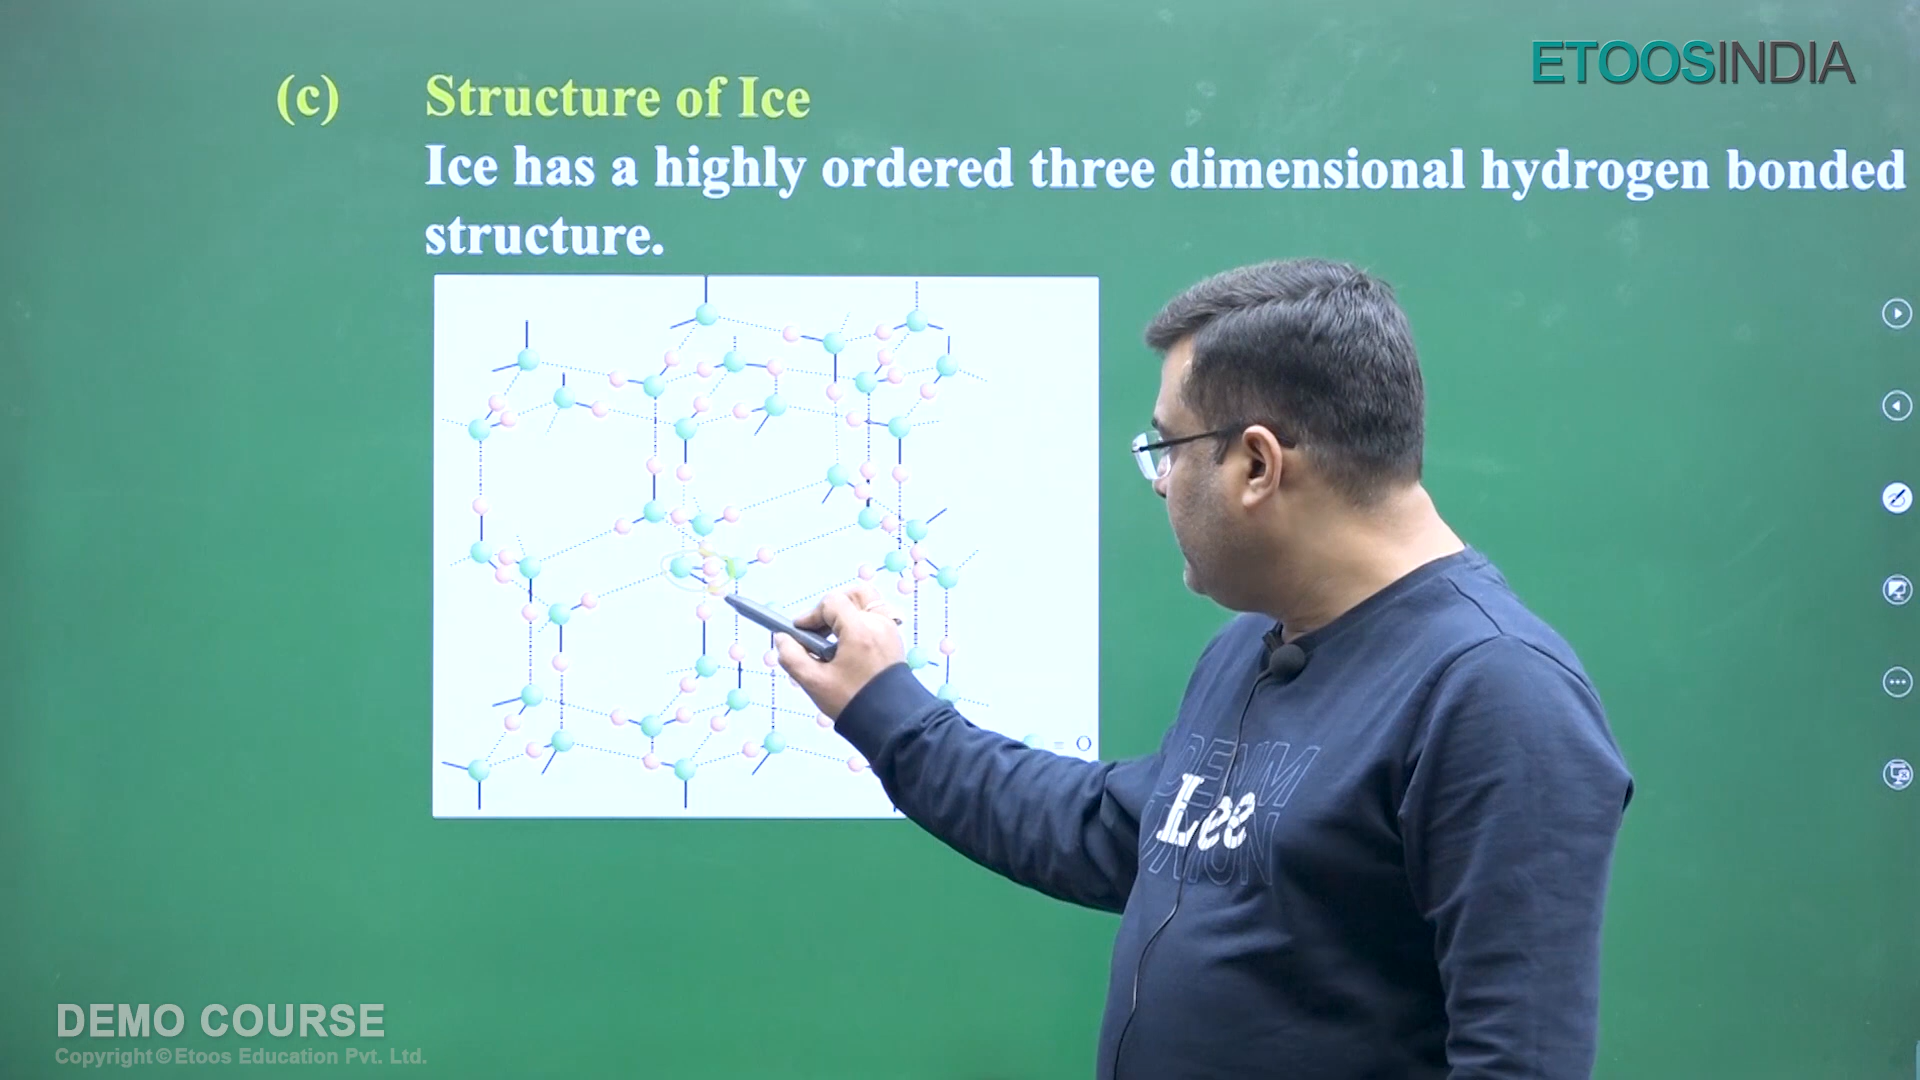 ETOOSINDIA
(c) Structure of Ice
Ice has a highly ordered three dimensional hydrogen bonded
structure.
= O
Lee
DEMO COURSE
Copyright © Etoos Education Pvt. Ltd.